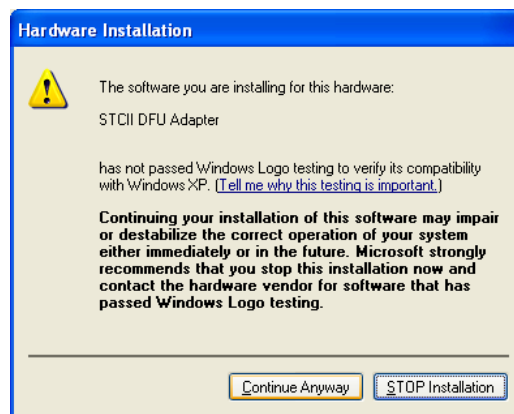 Hardware Installation
The software you are installing for this hardware:
STCII DFU Adapter
has not passed Windows Logo testing to verify its compatibility
with Windows XP. (Tell me why this testing is important.)
Continuing your installation of this software may impair
or destabilize the correct operation of your system
either immediately or in the future. Microsoft strongly
recommends that you stop this installation now and
contact the hardware vendor for software that has
passed Windows Logo testing.
Continue Anyway
STOP Installation